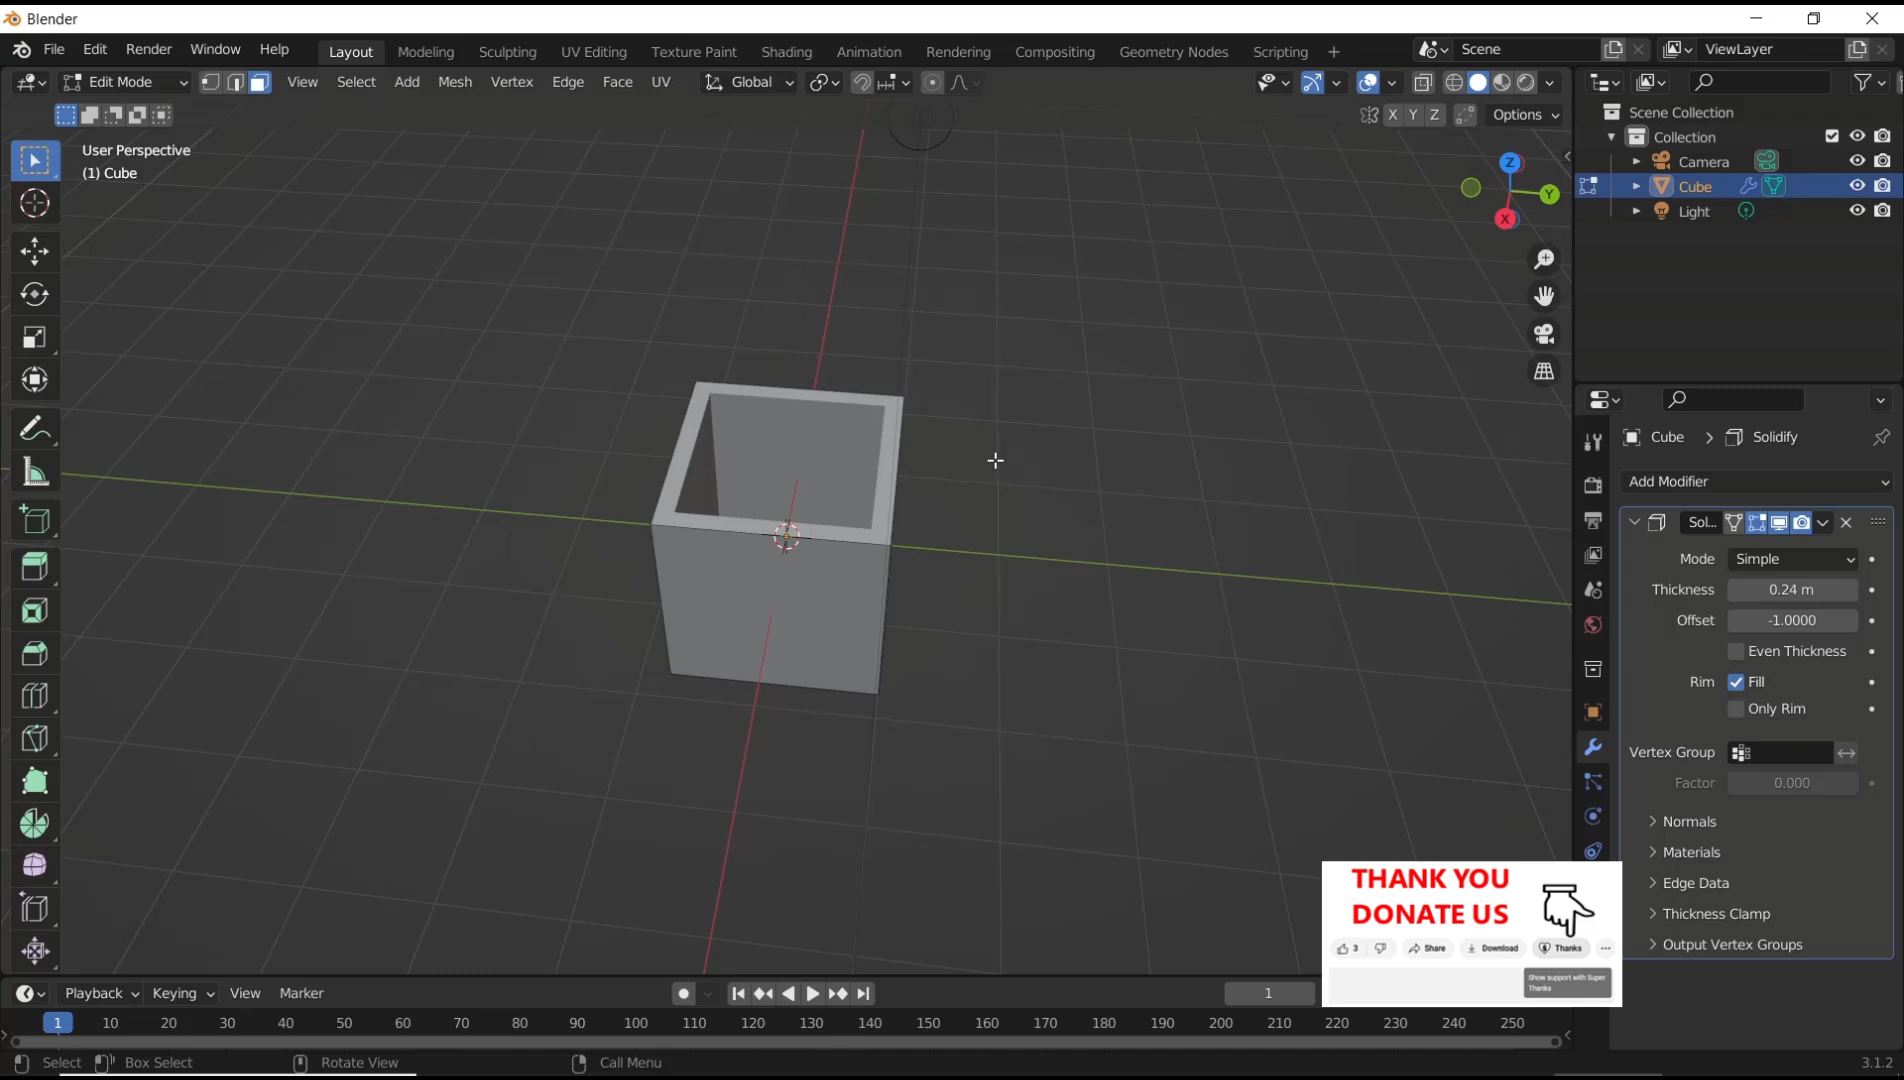 Blender
File Edit Render Window Help Layout Modeling Sculpting UV Editing Texture Paint Shading Animation Rendering Compositing Geometry Nodes Scripting + Scene ViewLayer
Edit Mode View Select Add Mesh Vertex Edge Face UV Global
X Y Z Options
User Perspective
(1) Cube
Z
Y
X
Scene Collection
Collection
Camera
Cube
Light
Cube > Solidify
Add Modifier
Sol...
Mode Simple
Thickness 0.24 m
Offset -1.0000
Even Thickness
Rim Fill
Only Rim
Vertex Group
Factor 0.000
Normals
Materials
Edge Data
Thickness Clamp
Output Vertex Groups
THANK YOU
DONATE US
3 Share Download Thanks ...
Show support with Super
Thanks
Playback Keying View Marker 1
1 10 20 30 40 50 60 70 80 90 100 110 120 130 140 150 160 170 180 190 200 210 220 230 240 250
Select Box Select Rotate View Call Menu 3.1.2